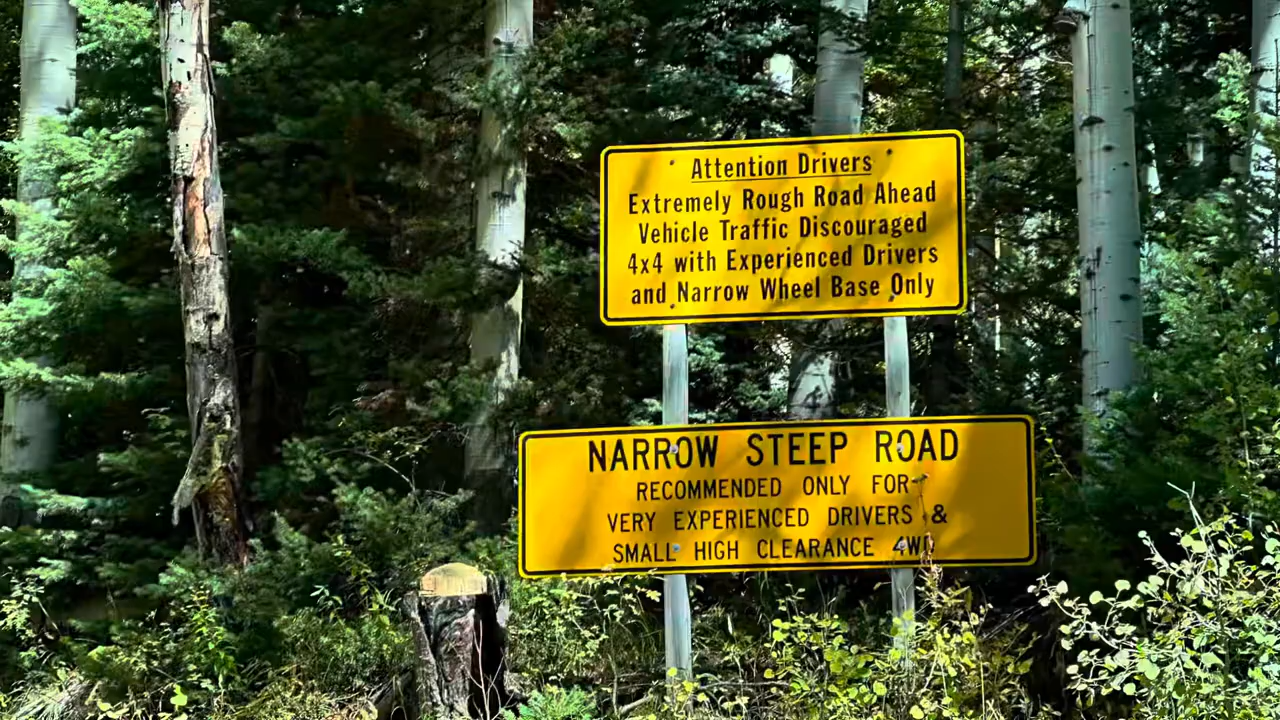 Attention Drivers
Extremely Rough Road Ahead
Vehicle Traffic Discouraged
4x4 with Experienced Drivers
and Narrow Wheel Base Only
NARROW STEEP ROAD
RECOMMENDED ONLY FOR
VERY EXPERIENCED DRIVERS &
SMALL HIGH CLEARANCE 4WD